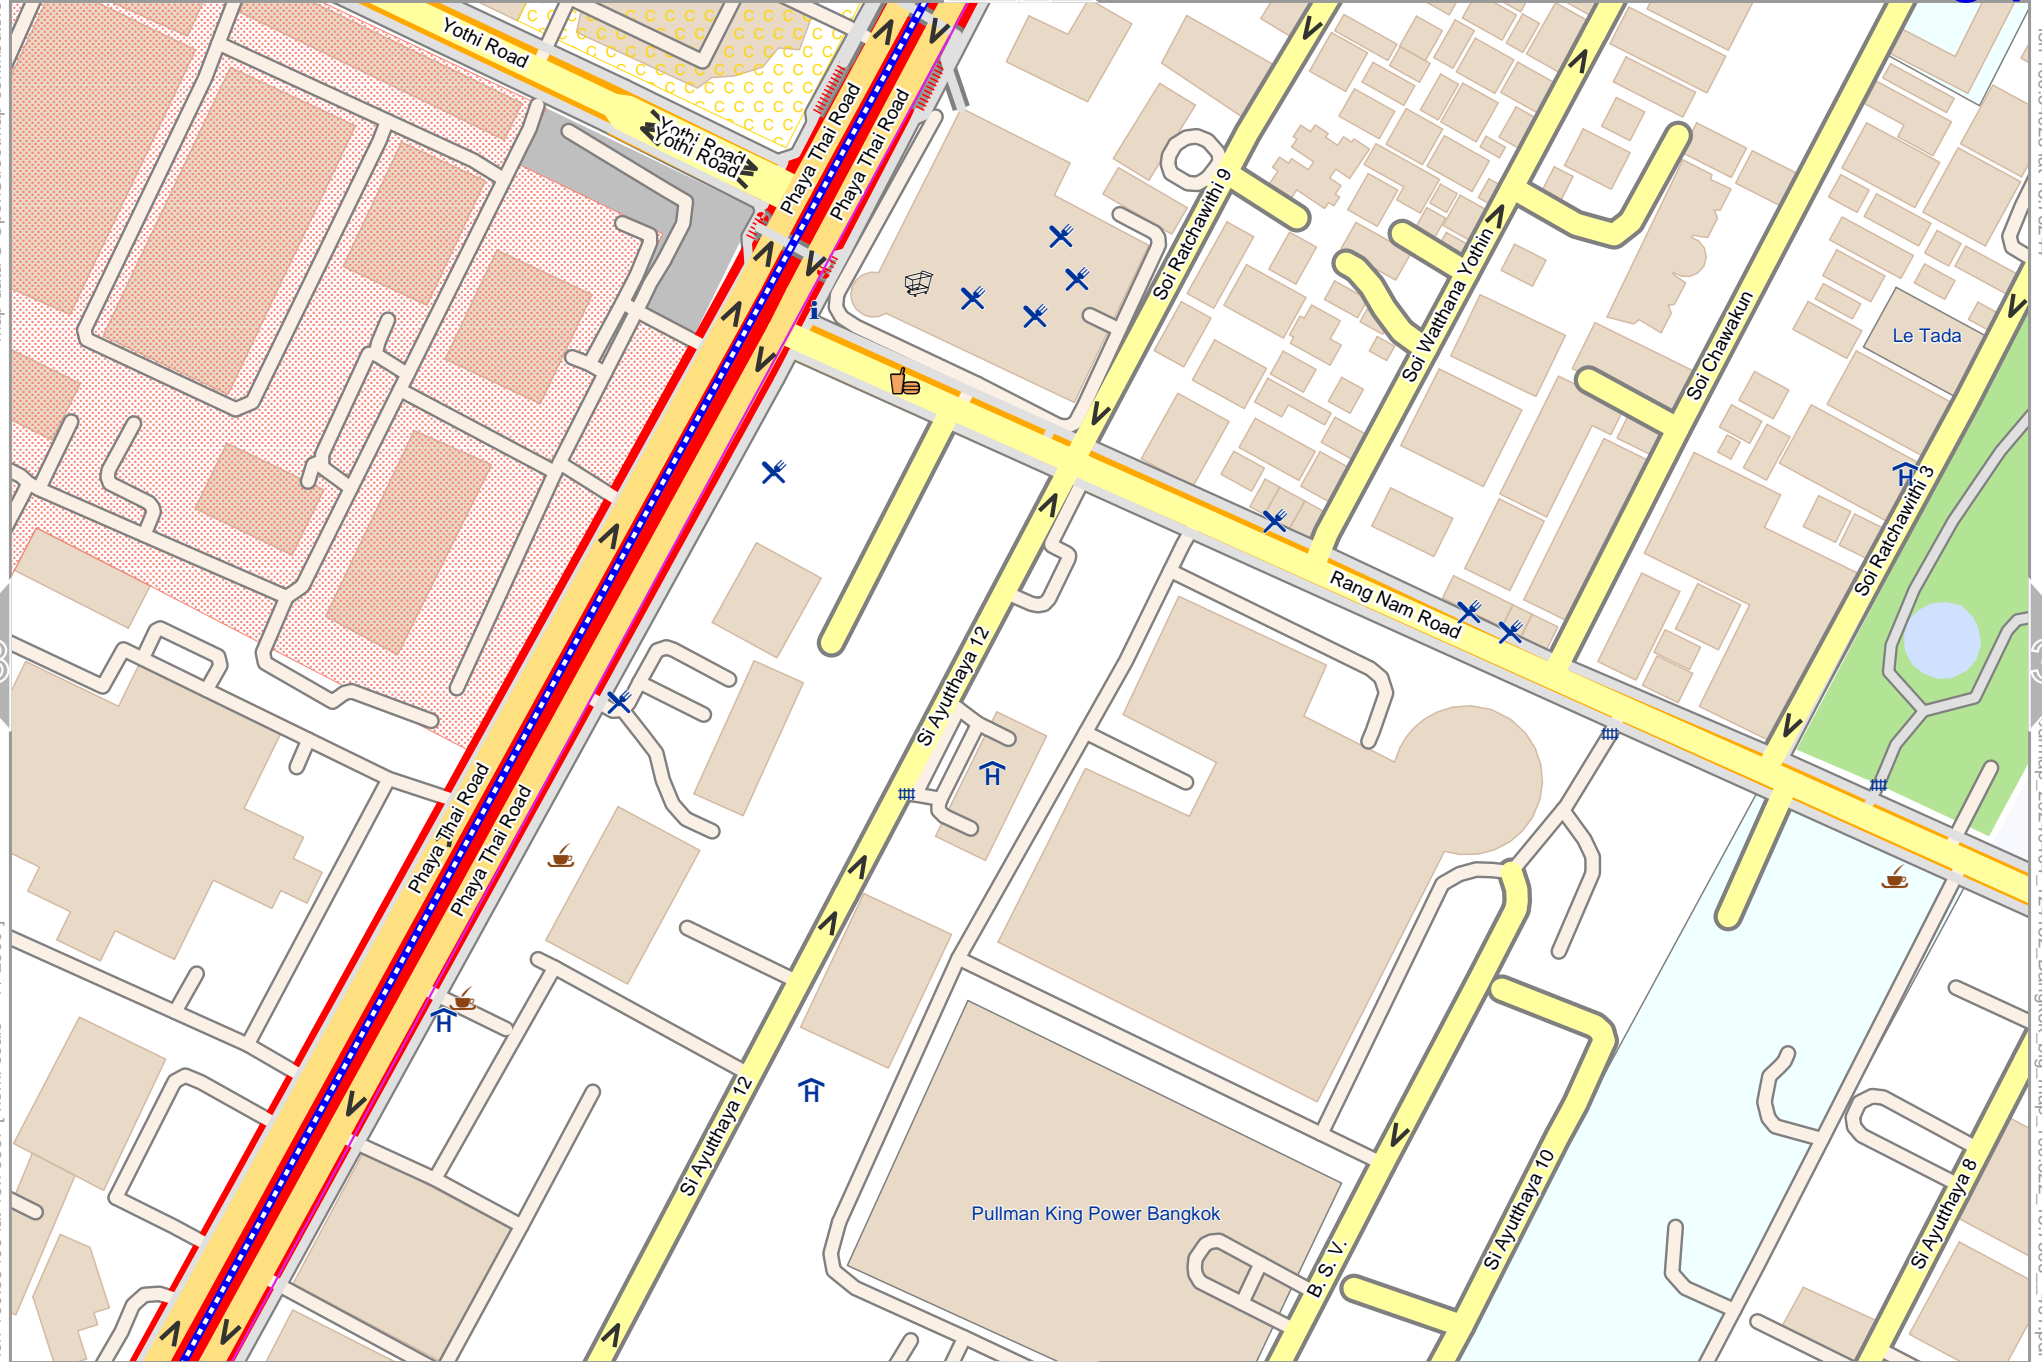 Yothi Road
Yothi Road
Yothi Road
Phaya Thai Road
Phaya Thai Road
Soi Ratchawithi 9
Soi Watthana Yothin
Soi Chawakun
Le Tada
Soi Ratchawithi 3
Rang Nam Road
Si Ayutthaya 12
Phaya Thai Road
Phaya Thai Road
Si Ayutthaya 12
Pullman King Power Bangkok
B. S. V.
Si Ayutthaya 10
Si Ayutthaya 8